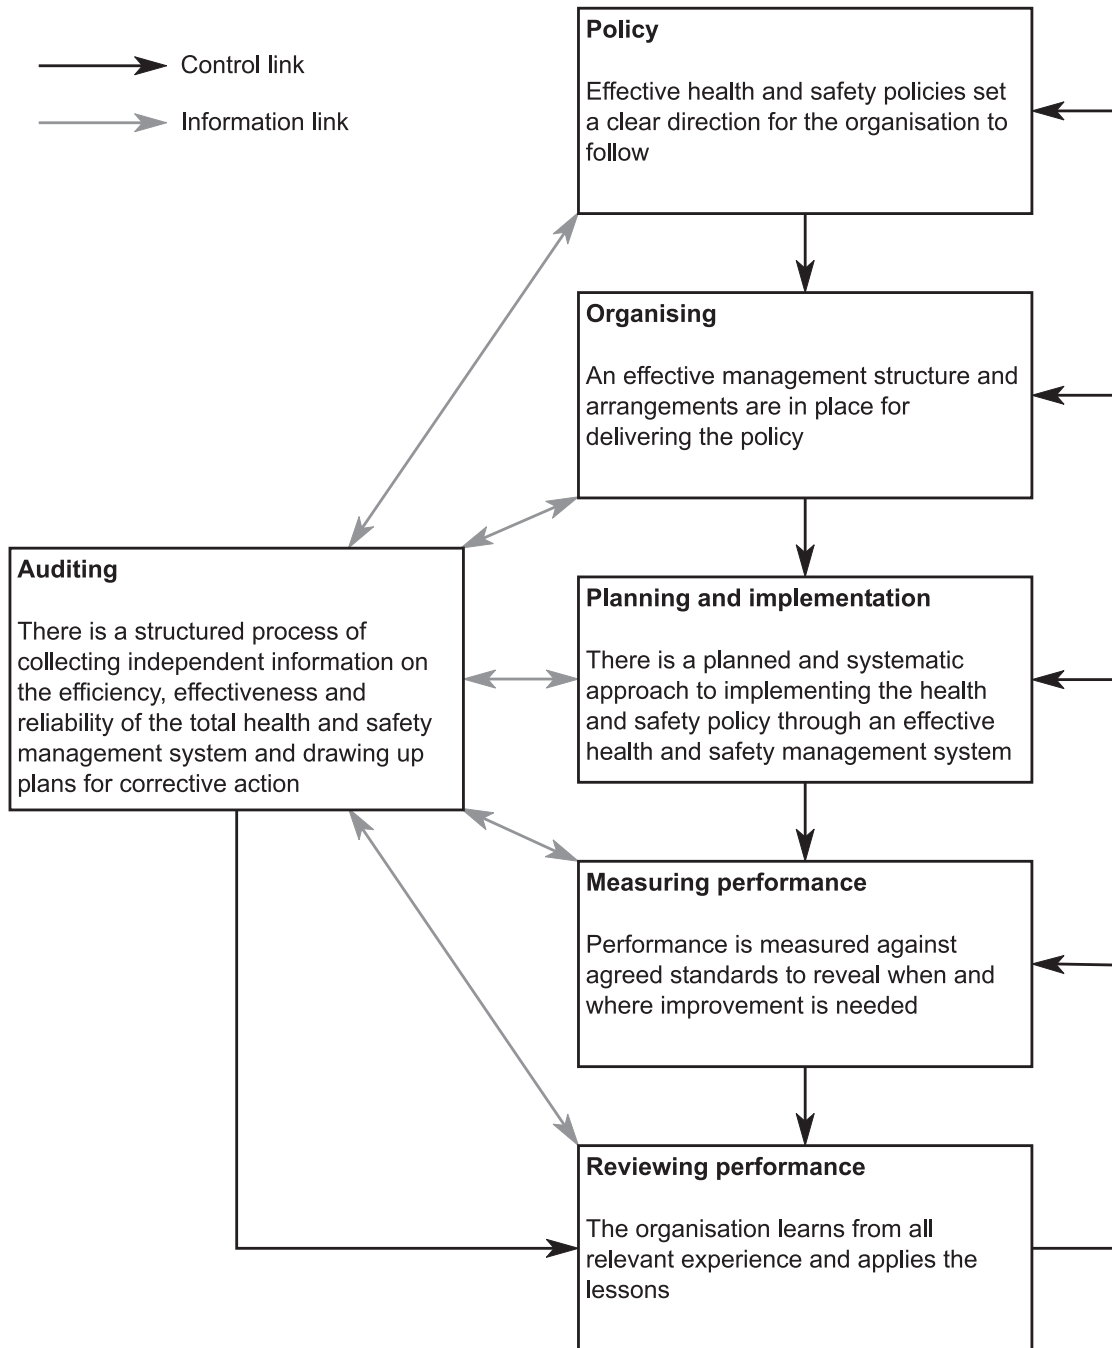 Control link
Information link
Policy
Effective health and safety policies set
a clear direction for the organisation to
follow
Organising
An effective management structure and
arrangements are in place for
delivering the policy
Auditing
There is a structured process of
collecting independent information on
the efficiency, effectiveness and
reliability of the total health and safety
management system and drawing up
plans for corrective action
Planning and implementation
There is a planned and systematic
approach to implementing the health
and safety policy through an effective
health and safety management system
Measuring performance
Performance is measured against
agreed standards to reveal when and
where improvement is needed
Reviewing performance
The organisation learns from all
relevant experience and applies the
lessons